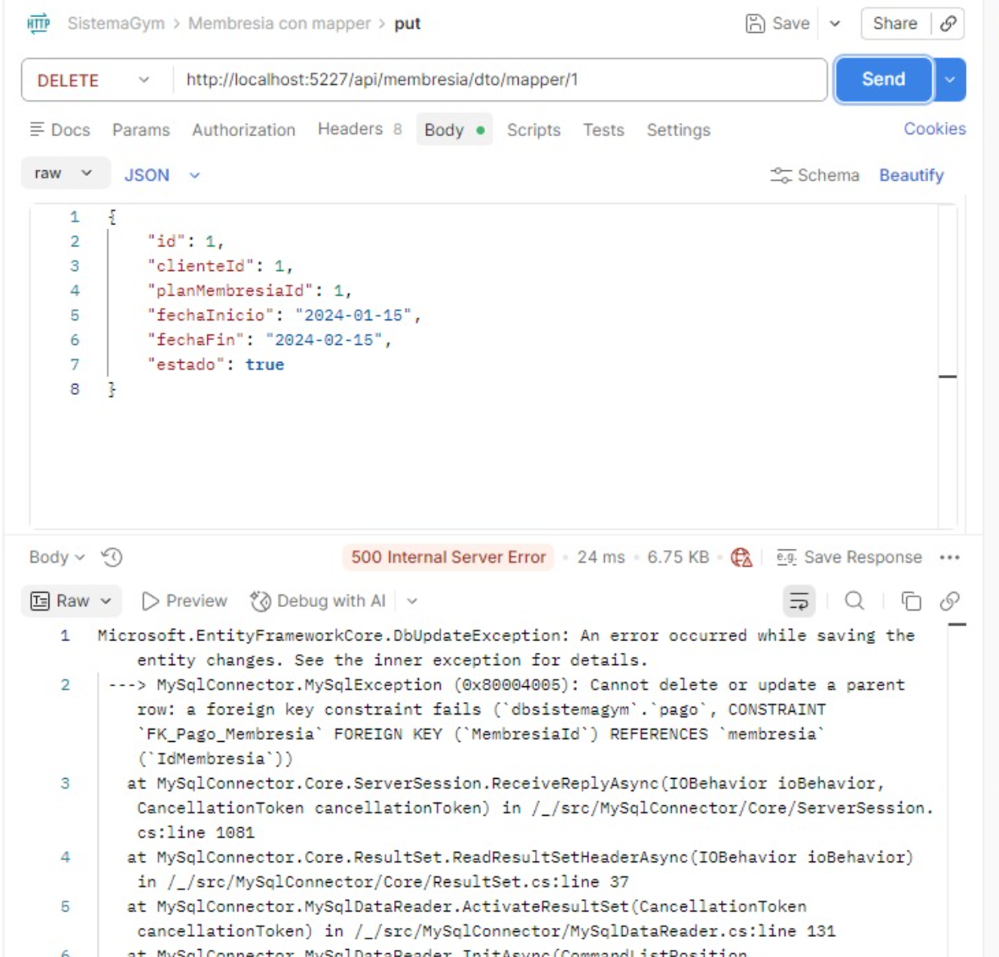 HTTP SistemaGym > Membresia con mapper > put Save Share
DELETE http://localhost:5227/api/membresia/dto/mapper/1 Send
Docs Params Authorization Headers 8 Body Scripts Tests Settings Cookies
raw JSON Schema Beautify
1 {
2 "id": 1,
3 "clienteId": 1,
4 "planMembresiaId": 1,
5 "fechaInicio": "2024-01-15",
6 "fechaFin": "2024-02-15",
7 "estado": true
8 }
Body 500 Internal Server Error • 24 ms • 6.75 KB • e.g. Save Response •••
Raw Preview Debug with AI
1 Microsoft.EntityFrameworkCore.DbUpdateException: An error occurred while saving the
entity changes. See the inner exception for details.
2 ---> MySqlConnector.MySqlException (0x80004005): Cannot delete or update a parent
row: a foreign key constraint fails (`dbsistemagym`.`pago`, CONSTRAINT
`FK_Pago_Membresia` FOREIGN KEY (`MembresiaId`) REFERENCES `membresia`
(`IdMembresia`))
3 at MySqlConnector.Core.ServerSession.ReceiveReplyAsync(IOBehavior ioBehavior,
CancellationToken cancellationToken) in /_/src/MySqlConnector/Core/ServerSession.
cs:line 1081
4 at MySqlConnector.Core.ResultSet.ReadResultSetHeaderAsync(IOBehavior ioBehavior)
in /_/src/MySqlConnector/Core/ResultSet.cs:line 37
5 at MySqlConnector.MySqlDataReader.ActivateResultSet(CancellationToken
cancellationToken) in /_/src/MySqlConnector/MySqlDataReader.cs:line 131
6 at MySqlConnector.MySqlDataReader.InitAsync(CommandListPosition